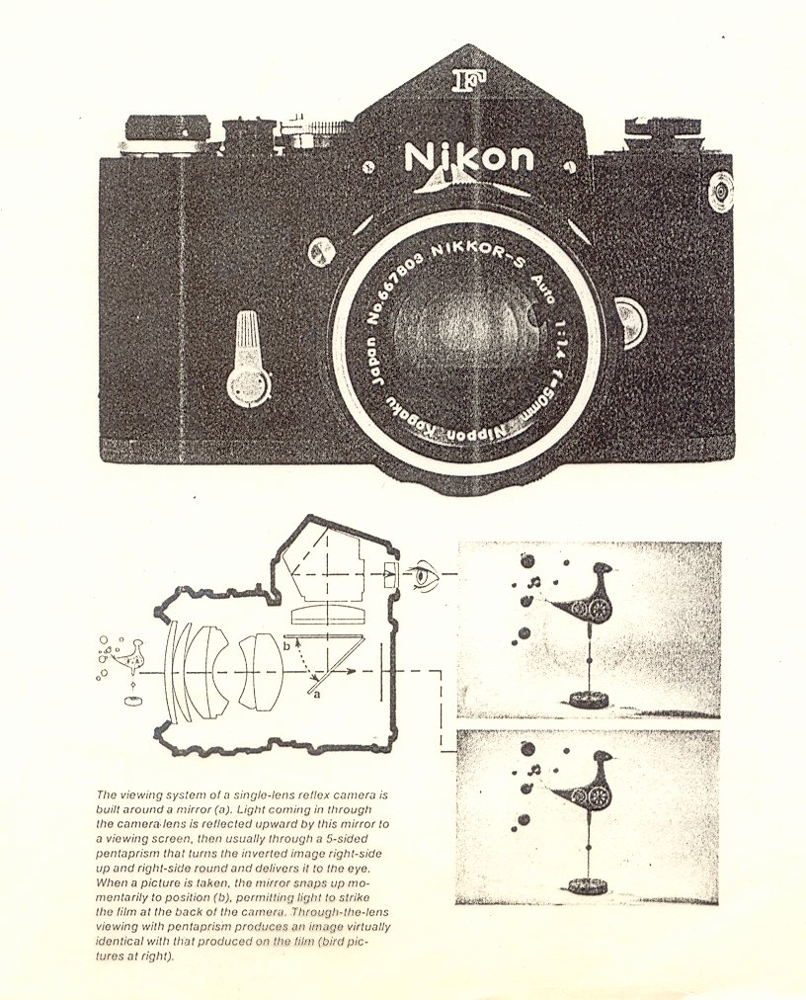 F
Nikon
Japan No.667803 NIKKOR-S Auto 1:1.4 f=50mm Nippon Kogaku
b
a
The viewing system of a single-lens reflex camera is
built around a mirror (a). Light coming in through
the camera lens is reflected upward by this mirror to
a viewing screen, then usually through a 5-sided
pentaprism that turns the inverted image right-side
up and right-side round and delivers it to the eye.
When a picture is taken, the mirror snaps up mo-
mentarily to position (b), permitting light to strike
the film at the back of the camera. Through-the-lens
viewing with pentaprism produces an image virtually
identical with that produced on the film (bird pic-
tures at right).